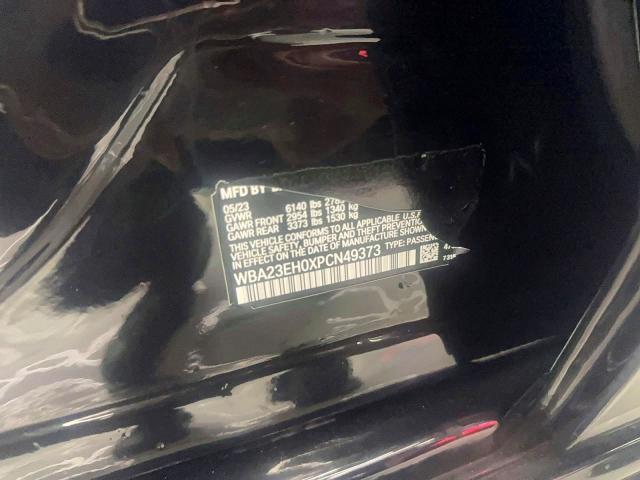 MFD BY
05/23
GVWR 6140 lbs
GAWR FRONT 2954 lbs 1340 kg
GAWR REAR 3373 lbs 1530 kg
THIS VEHICLE CONFORMS TO ALL APPLICABLE U.S.F
VEHICLE SAFETY, BUMPER AND THEFT PREVENTION
IN EFFECT ON THE DATE OF MANUFACTURE SHOWN
WBA23EH0XPCN49373 TYPE: PASSEN